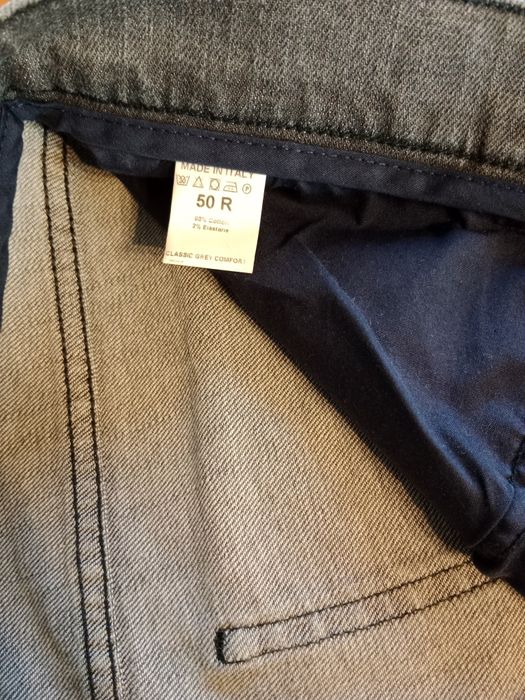 MADE IN ITALY
50 R
98% Cotton
2% Elastane
CLASSIC GREY COMFORT